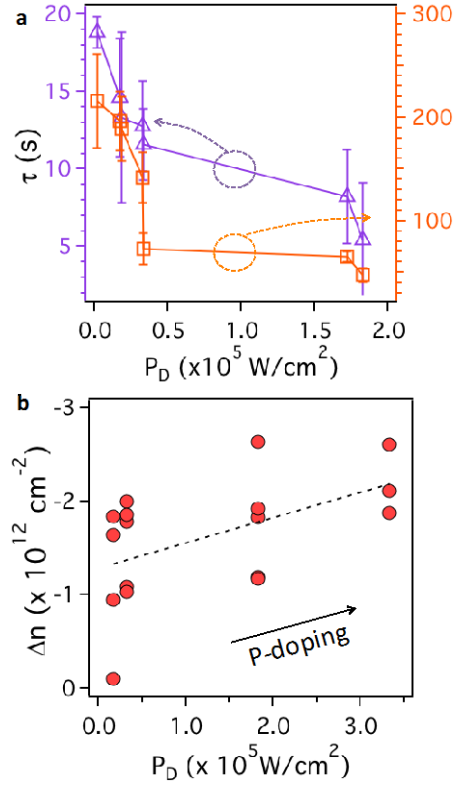 a
20
15
10
5
τ (s)
300
200
100
0.0 0.5 1.0 1.5 2.0
P_D (x10^5 W/cm^2)
b
-3
-2
-1
0
Δn (x 10^12 cm^-2)
P-doping
0.0 1.0 2.0 3.0
P_D (x 10^5 W/cm^2)